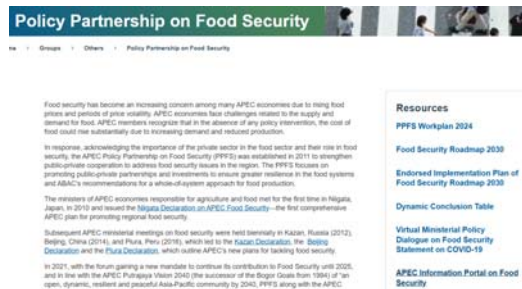 Policy Partnership on Food Security
Groups › Others › Policy Partnership on Food Security
Food security has become an increasing concern among many APEC economies due to rising food
prices and periods of price volatility. APEC economies face challenges related to the supply and
demand for food. APEC members recognize that in the absence of any policy intervention, the cost of
food could rise substantially due to increasing demand and reduced production.
In response, acknowledging the importance of the private sector in the food sector and their role in food
security, the APEC Policy Partnership on Food Security (PPFS) was established in 2011 to strengthen
public-private cooperation to address food security issues in the region. The PPFS focuses on
promoting public-private partnerships and investments to ensure greater resilience in the food systems
and ABAC's recommendations for a whole-of-system approach for food production.
The ministers of APEC economies responsible for agriculture and food met for the first time in Niigata,
Japan, in 2010 and issued the Niigata Declaration on APEC Food Security—the first comprehensive
APEC plan for promoting regional food security.
Subsequent APEC ministerial meetings on food security were held biennially in Kazan, Russia (2012),
Beijing, China (2014), and Piura, Peru (2016), which led to the Kazan Declaration, the Beijing
Declaration and the Piura Declaration, which outline APEC's new plans for tackling food security.
In 2021, with the forum gaining a new mandate to continue its contribution to Food Security until 2025,
and in line with the APEC Putrajaya Vision 2040 (the successor of the Bogor Goals from 1994) of "an
open, dynamic, resilient and peaceful Asia-Pacific community by 2040, PPFS along with the APEC
Resources
PPFS Workplan 2024
Food Security Roadmap 2030
Endorsed Implementation Plan of
Food Security Roadmap 2030
Dynamic Conclusion Table
Virtual Ministerial Policy
Dialogue on Food Security
Statement on COVID-19
APEC Information Portal on Food
Security